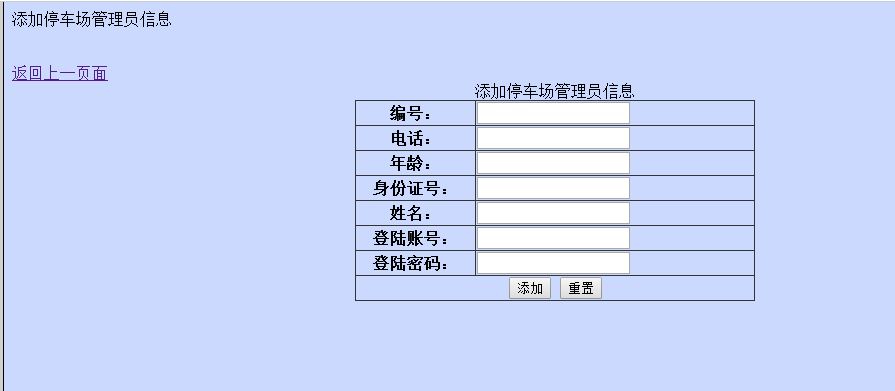 添加停车场管理员信息
返回上一页面
添加停车场管理员信息
编号：
电话：
年龄：
身份证号：
姓名：
登陆账号：
登陆密码：
添加 重置